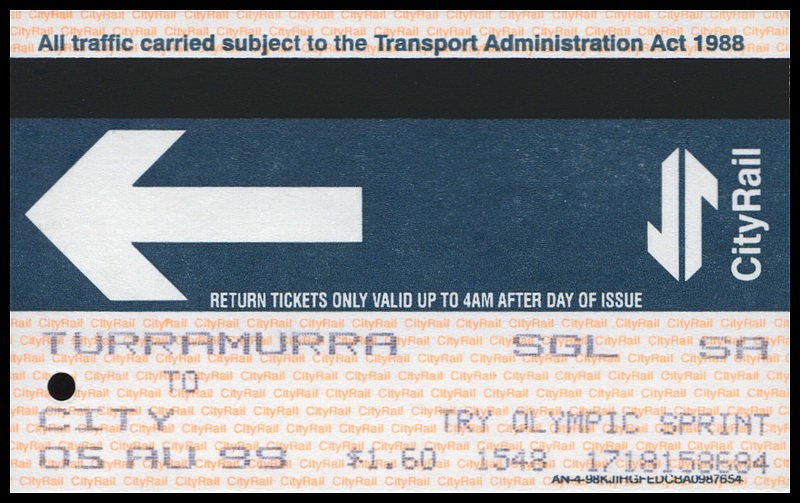 All traffic carried subject to the Transport Administration Act 1988
CityRail
RETURN TICKETS ONLY VALID UP TO 4AM AFTER DAY OF ISSUE
TURRAMURRA SGL SA
TO
CITY TRY OLYMPIC SPRINT
05 AU 99 $1.60 1548 1718158684
AN-4-98KJIHGFEDCBA0987654